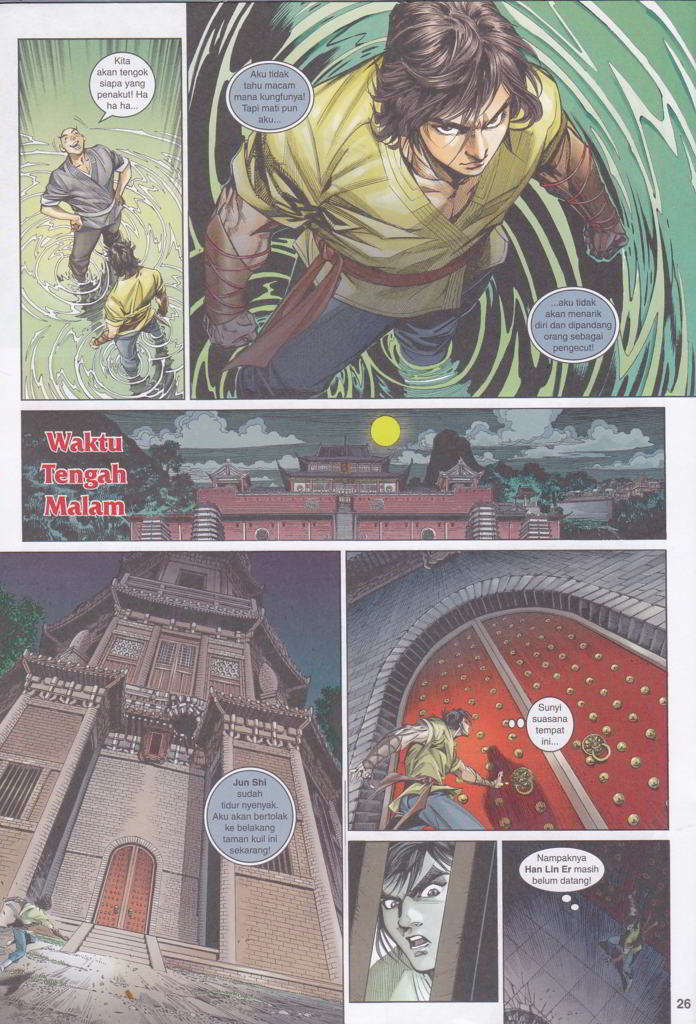 Kita
akan tengok
siapa yang
penakut! Ha
ha ha...
Aku tidak
tahu macam
mana kungfunya!
Tapi mati pun
aku...
...aku tidak
akan menarik
diri dan dipandang
orang sebagai
pengecut!
Waktu
Tengah
Malam
Jun Shi
sudah
tidur nyenyak.
Aku akan bertolak
ke belakang
taman kuil ini
sekarang!
Sunyi
suasana
tempat
ini...
Nampaknya
Han Lin Er masih
belum datang!
26